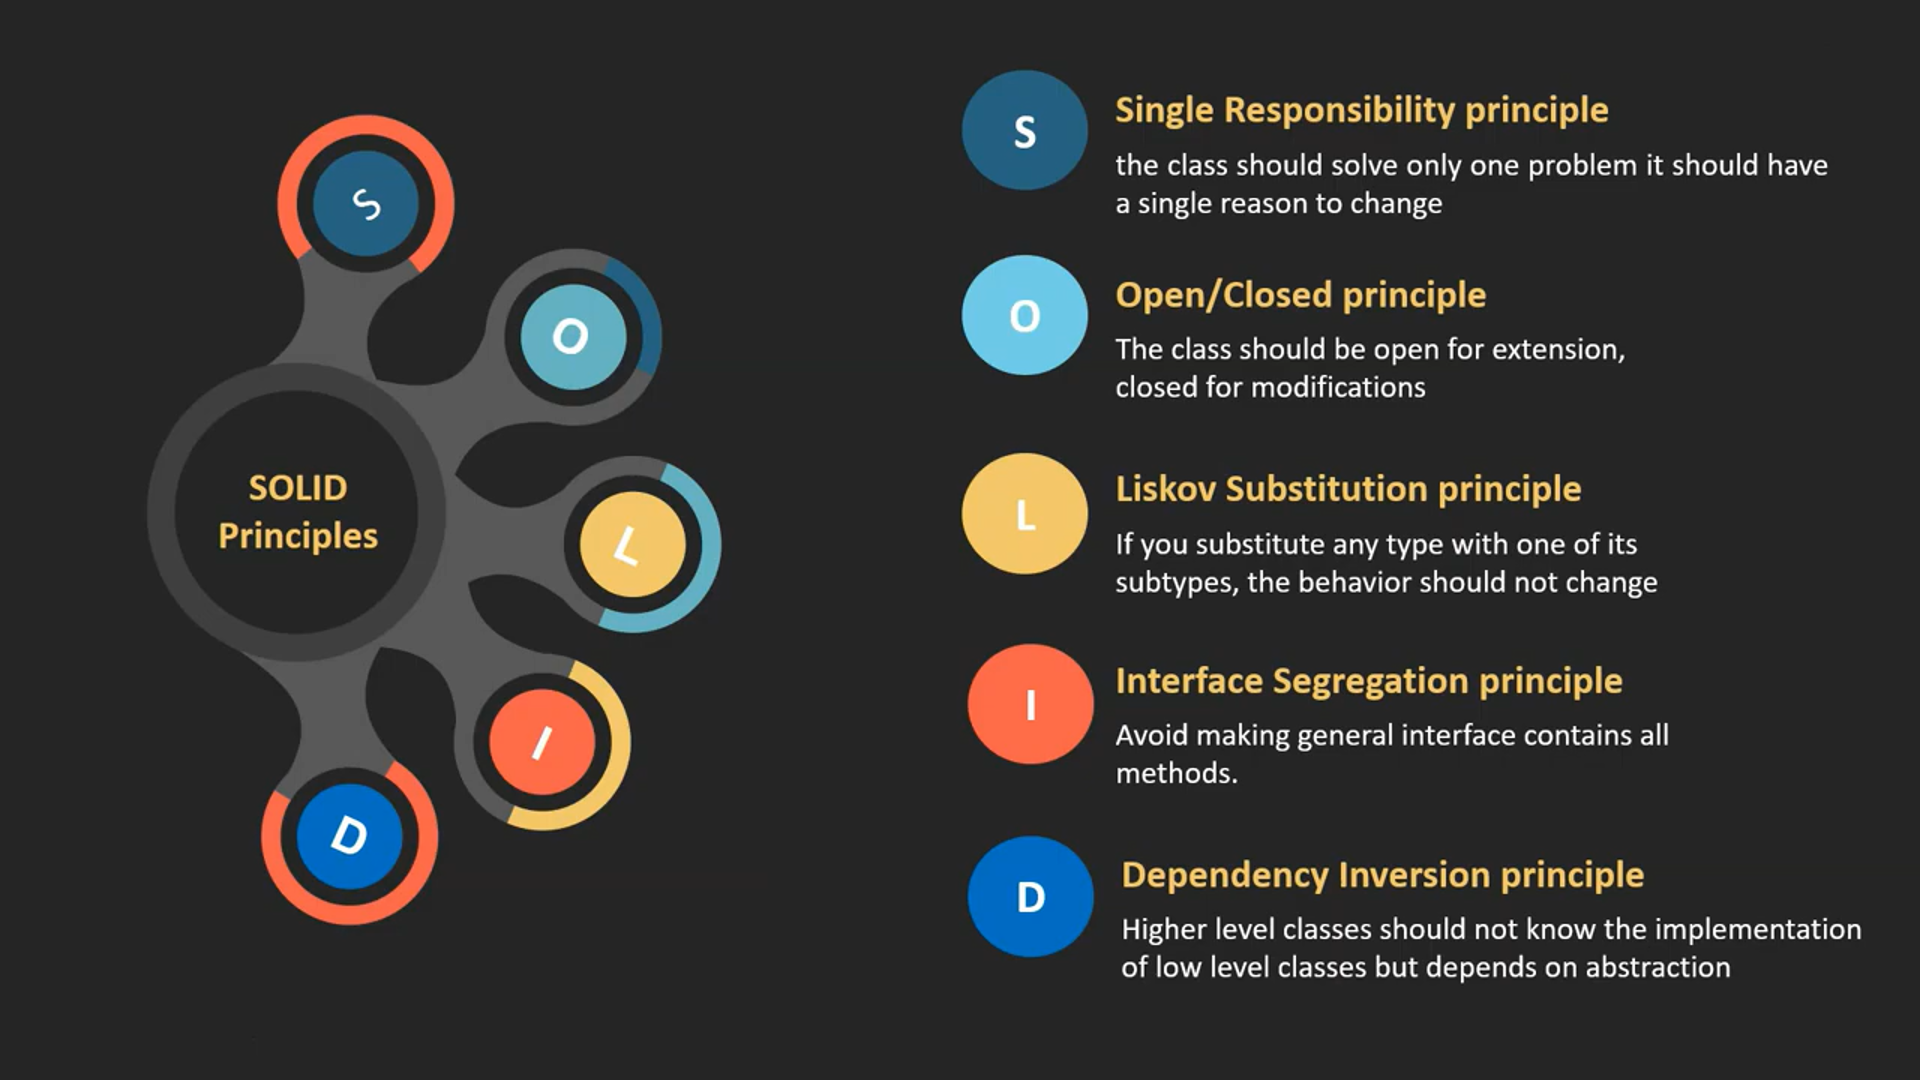 S
O
SOLID
Principles
L
I
D
S
Single Responsibility principle
the class should solve only one problem it should have
a single reason to change
O
Open/Closed principle
The class should be open for extension,
closed for modifications
L
Liskov Substitution principle
If you substitute any type with one of its
subtypes, the behavior should not change
I
Interface Segregation principle
Avoid making general interface contains all
methods.
D
Dependency Inversion principle
Higher level classes should not know the implementation
of low level classes but depends on abstraction